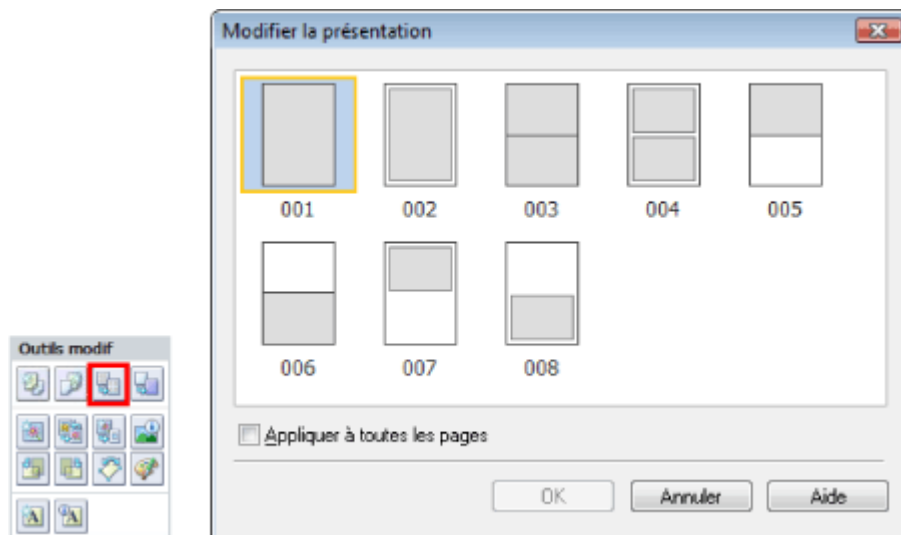 Modifier la présentation
001 002 003 004 005
006 007 008
Outils modif
Appliquer à toutes les pages
OK Annuler Aide
A A